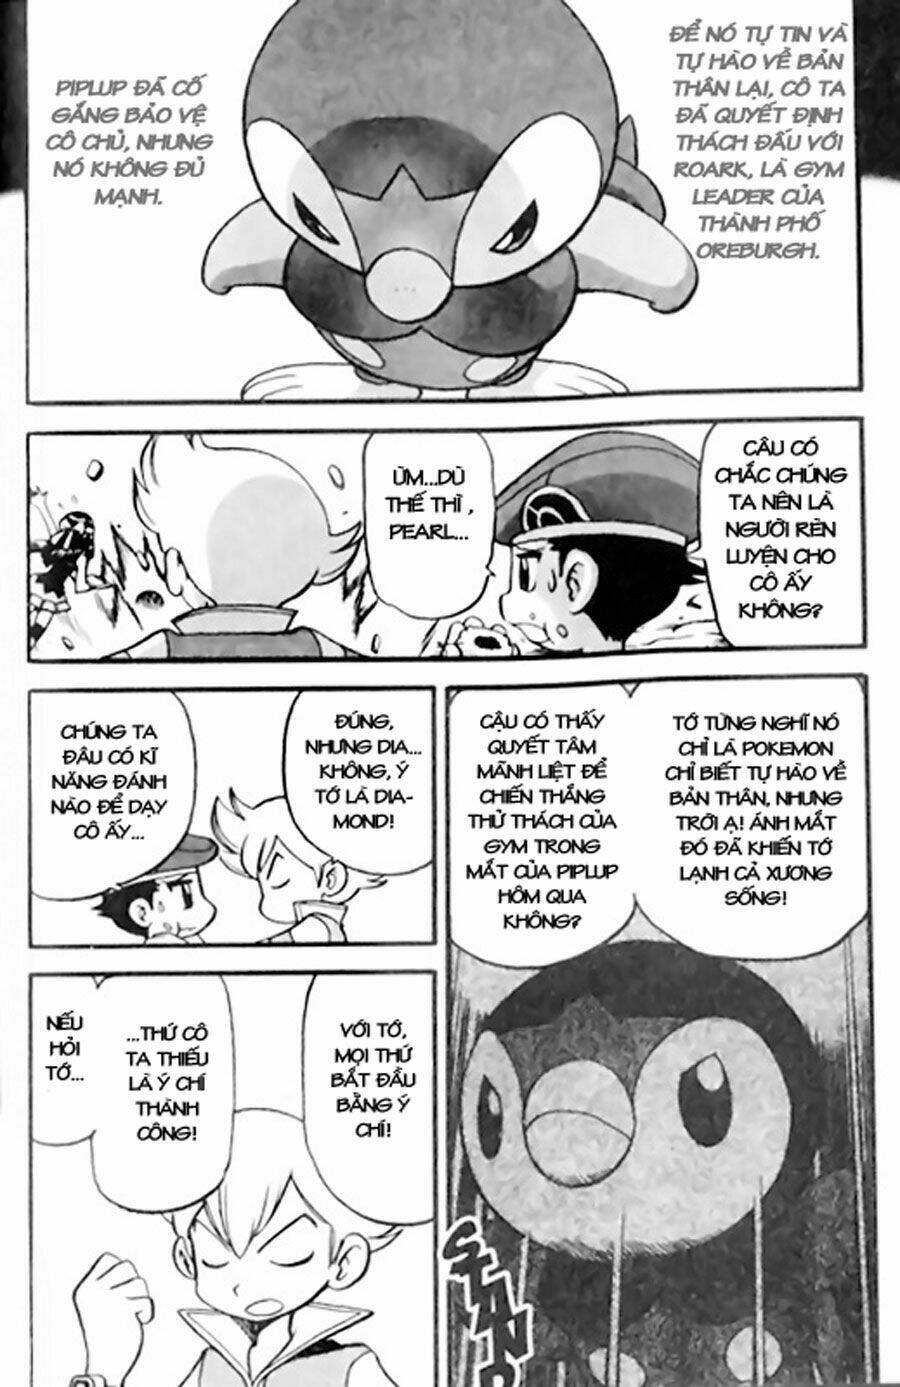 ĐỂ NÓ TỰ TIN VÀ
TỰ HÀO VỀ BẢN
THÂN LẠI, CÔ TA
ĐÃ QUYẾT ĐỊNH
THÁCH ĐẤU VỚI
ROARK, LÀ GYM
LEADER CỦA
THÀNH PHỐ
OREBURGH.
PIPLUP ĐÃ CỐ
GẮNG BẢO VỆ
CÔ CHỦ, NHƯNG
NÓ KHÔNG ĐỦ
MẠNH.
CẬU CÓ
CHẮC CHÚNG
TA NÊN LÀ
NGƯỜI RÈN
LUYỆN CHO
CÔ ẤY
KHÔNG?
ỪM...DÙ
THẾ THÌ ,
PEARL...
TỚ TỪNG NGHĨ NÓ
CHỈ LÀ POKEMON
CHỈ BIẾT TỰ HÀO VỀ
BẢN THÂN, NHƯNG
TRỜI Ạ! ÁNH MẮT
ĐÓ ĐÃ KHIẾN TỚ
LẠNH CẢ XƯƠNG
SỐNG!
CẬU CÓ THẤY
QUYẾT TÂM
MÃNH LIỆT ĐỂ
CHIẾN THẮNG
THỬ THÁCH CỦA
GYM TRONG
MẮT CỦA PIPLUP
HÔM QUA
KHÔNG?
STAND
ĐÚNG,
NHƯNG DIA...
KHÔNG, Ý
TỚ LÀ DIA-
MOND!
CHÚNG TA
ĐÂU CÓ KĨ
NĂNG ĐÁNH
NÀO ĐỂ DẠY
CÔ ẤY...
VỚI TỚ,
MỌI THỨ
BẮT ĐẦU
BẰNG Ý
CHÍ!
...THỨ CÔ
TA THIẾU
LÀ Ý CHÍ
THÀNH
CÔNG!
NẾU
HỎI
TỚ...